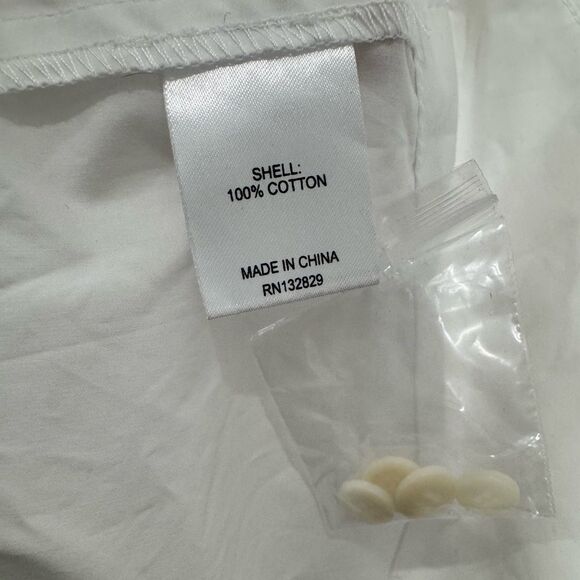 SHELL:
100% COTTON
MADE IN CHINA
RN132829